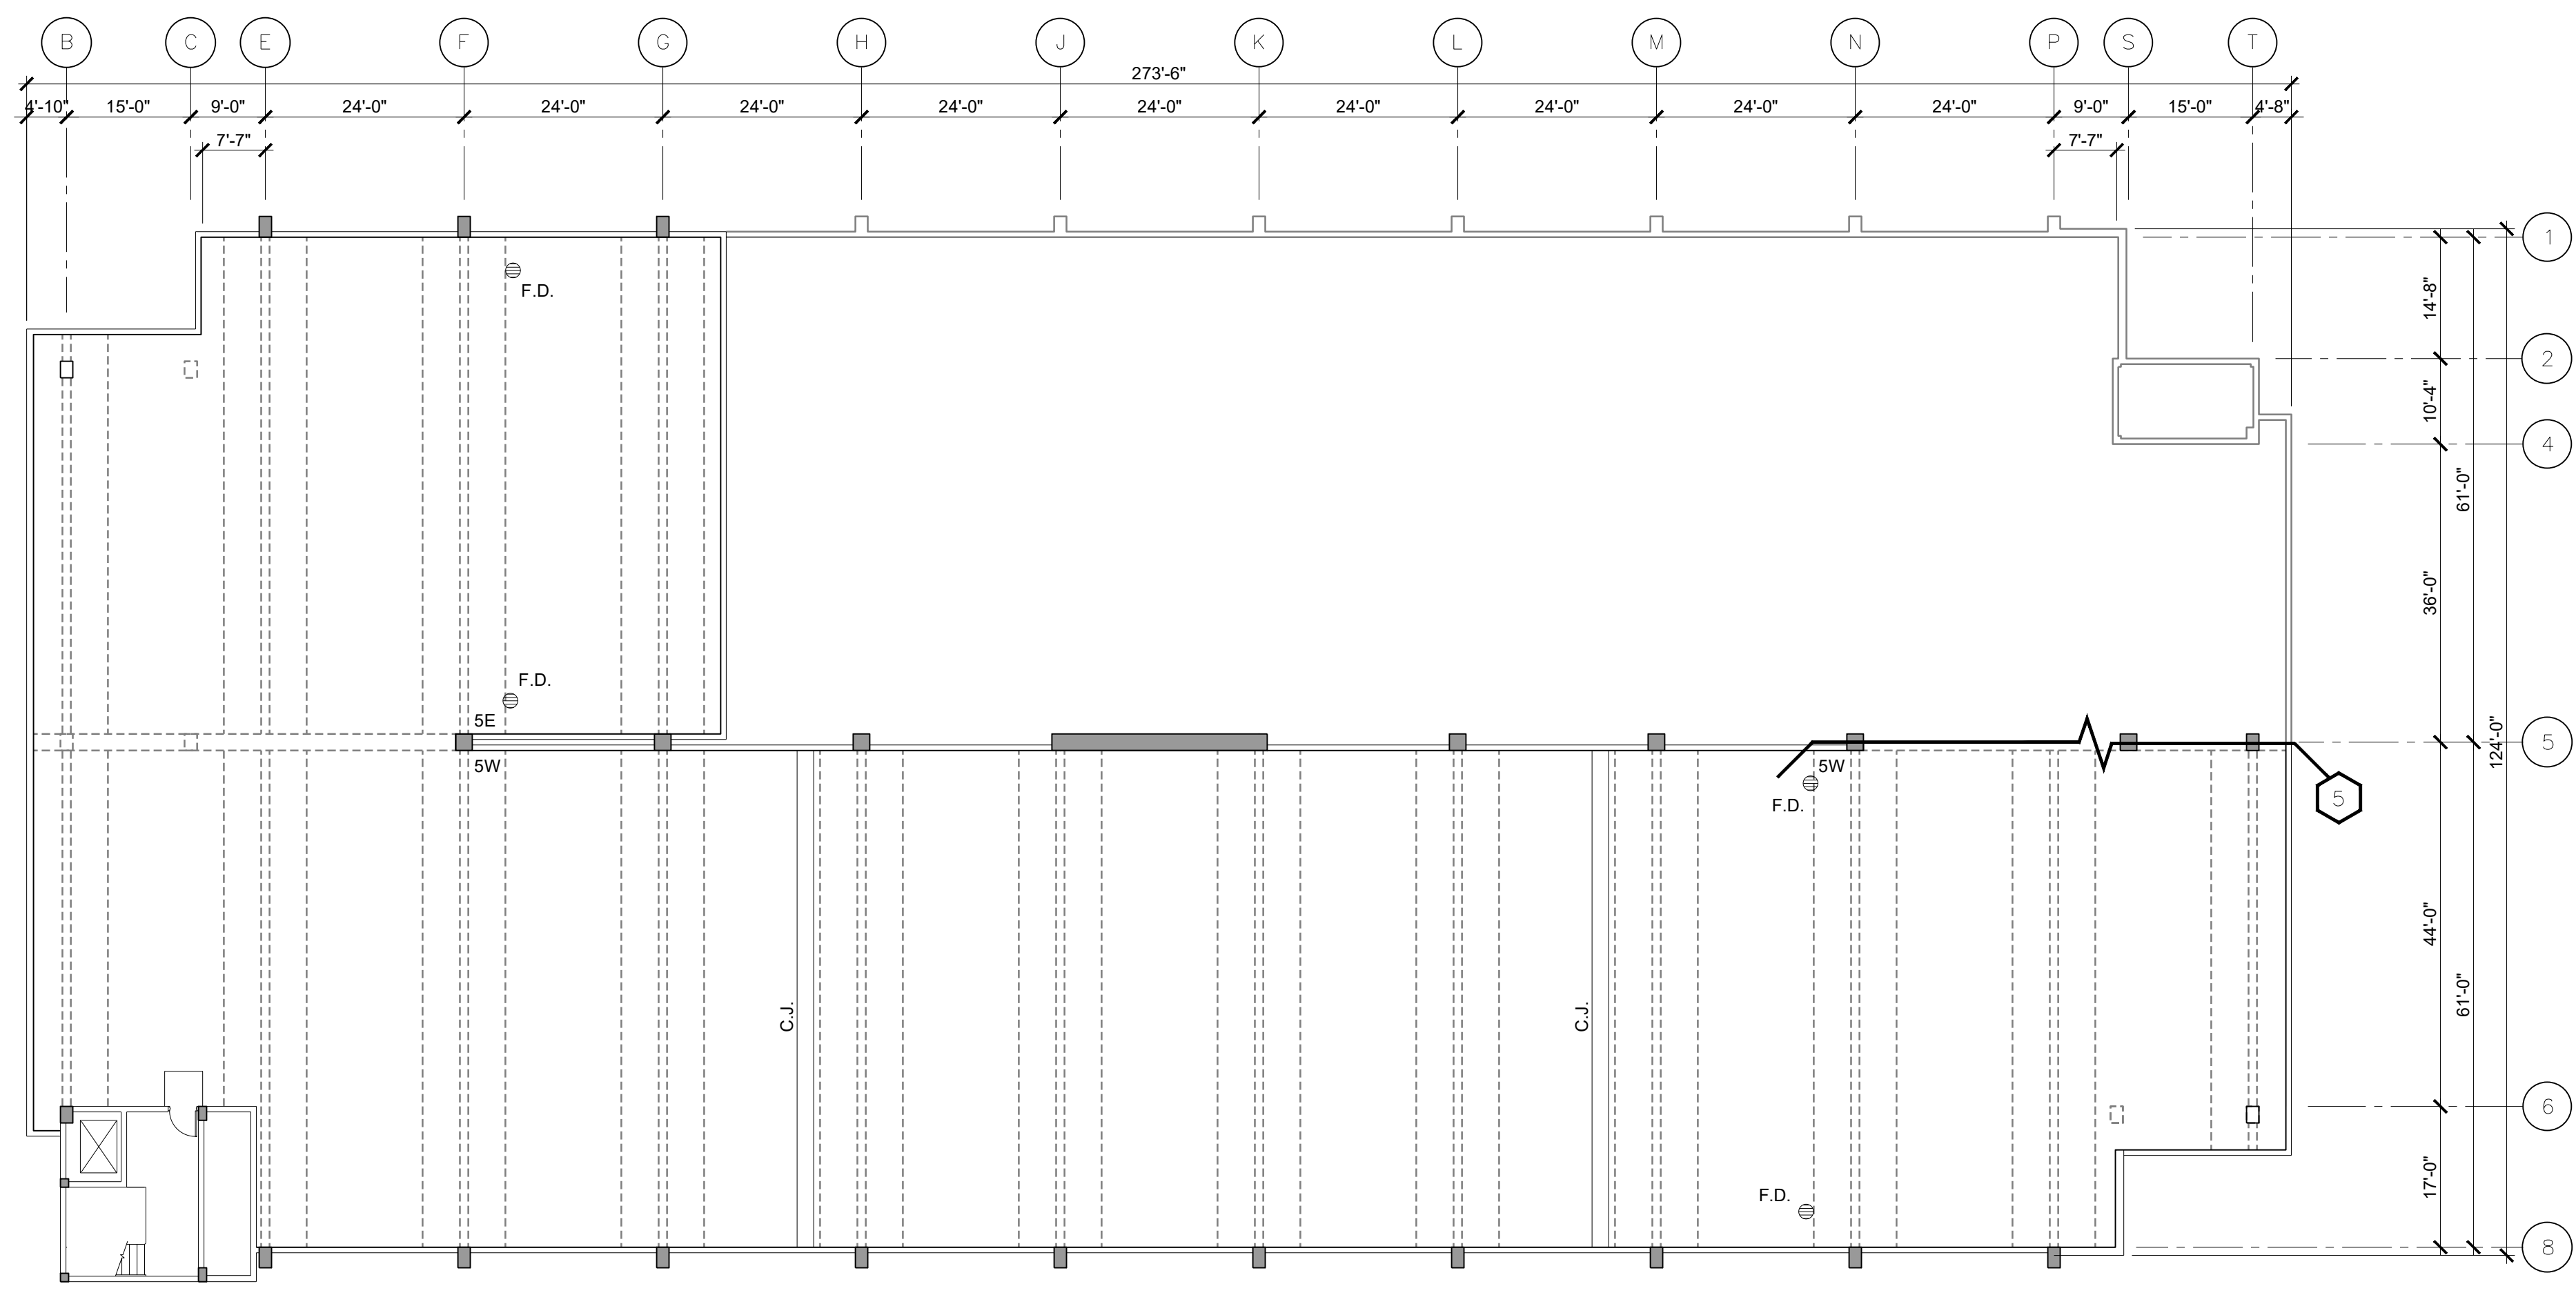 B C E F G H J K L M N P S T
273'-6"
4'-10" 15'-0" 9'-0" 24'-0" 24'-0" 24'-0" 24'-0" 24'-0" 24'-0" 24'-0" 24'-0" 24'-0" 9'-0" 15'-0" 4'-8"
7'-7" 7'-7"
1
F.D.
14'-8"
2
10'-4"
4
61'-0"
36'-0"
F.D.
5E
124'-0"
5
5W
5W
F.D.
5
44'-0"
61'-0"
C.J.
C.J.
6
17'-0"
F.D.
8